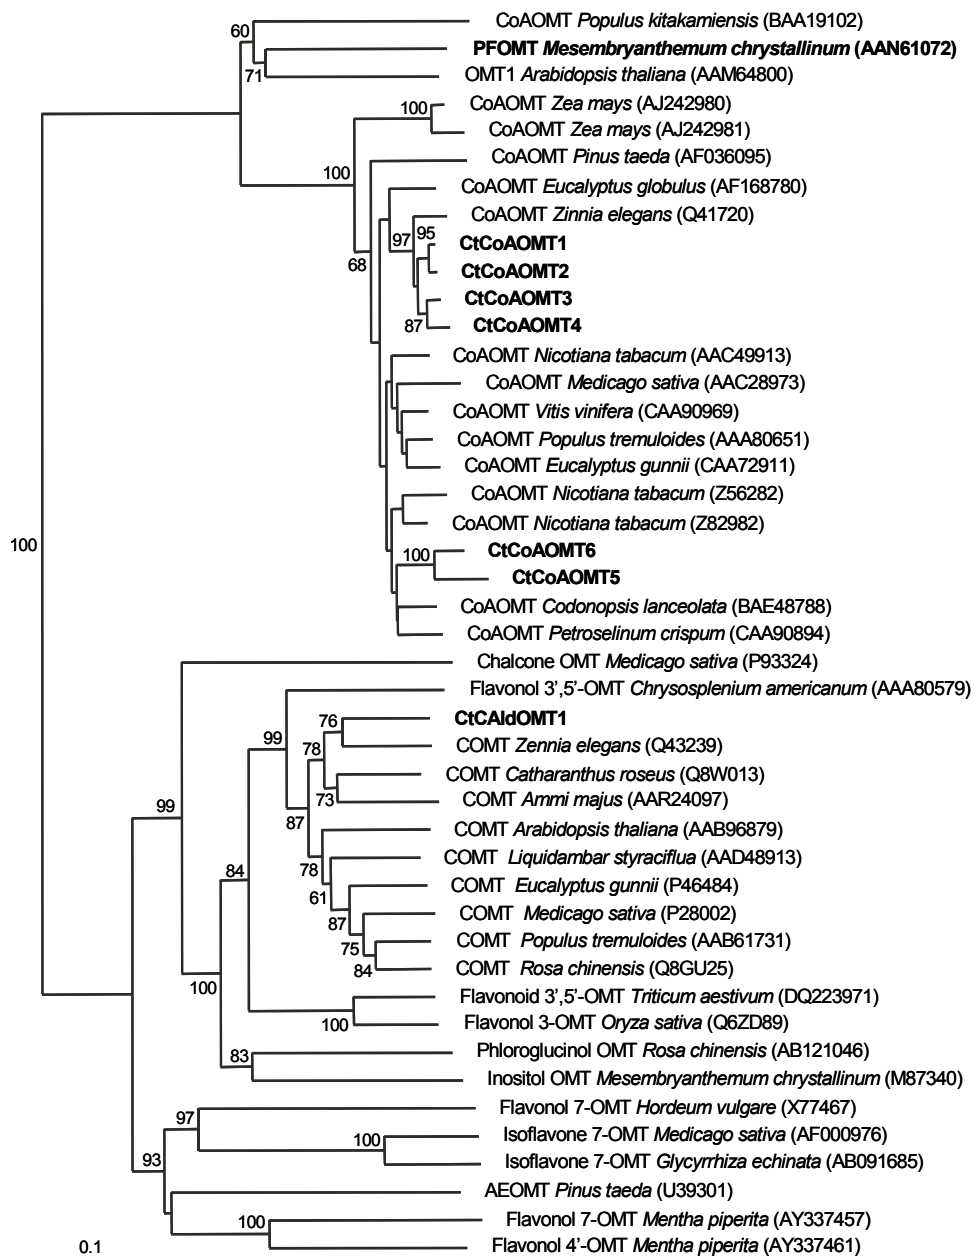 CoAOMT Populus kitakamiensis (BAA19102)
60
PFOMT Mesembryanthemum chrystallinum (AAN61072)
71
OMT1 Arabidopsis thaliana (AAM64800)
100
CoAOMT Zea mays (AJ242980)
CoAOMT Zea mays (AJ242981)
CoAOMT Pinus taeda (AF036095)
100
CoAOMT Eucalyptus globulus (AF168780)
CoAOMT Zinnia elegans (Q41720)
97
95
CtCoAOMT1
68
CtCoAOMT2
CtCoAOMT3
87
CtCoAOMT4
CoAOMT Nicotiana tabacum (AAC49913)
CoAOMT Medicago sativa (AAC28973)
CoAOMT Vitis vinifera (CAA90969)
CoAOMT Populus tremuloides (AAA80651)
CoAOMT Eucalyptus gunnii (CAA72911)
CoAOMT Nicotiana tabacum (Z56282)
CoAOMT Nicotiana tabacum (Z82982)
100
100
CtCoAOMT6
CtCoAOMT5
CoAOMT Codonopsis lanceolata (BAE48788)
CoAOMT Petroselinum crispum (CAA90894)
Chalcone OMT Medicago sativa (P93324)
Flavonol 3’,5’-OMT Chrysosplenium americanum (AAA80579)
76
CtCAldOMT1
99
78
COMT Zennia elegans (Q43239)
COMT Catharanthus roseus (Q8W013)
73
COMT Ammi majus (AAR24097)
99
87
COMT Arabidopsis thaliana (AAB96879)
COMT Liquidambar styraciflua (AAD48913)
84
78
COMT Eucalyptus gunnii (P46484)
61
COMT Medicago sativa (P28002)
87
COMT Populus tremuloides (AAB61731)
75
COMT Rosa chinensis (Q8GU25)
84
100
Flavonoid 3’,5’-OMT Triticum aestivum (DQ223971)
100
Flavonol 3-OMT Oryza sativa (Q6ZD89)
83
Phloroglucinol OMT Rosa chinensis (AB121046)
Inositol OMT Mesembryanthemum chrystallinum (M87340)
97
Flavonol 7-OMT Hordeum vulgare (X77467)
100
Isoflavone 7-OMT Medicago sativa (AF000976)
93
Isoflavone 7-OMT Glycyrrhiza echinata (AB091685)
AEOMT Pinus taeda (U39301)
100
Flavonol 7-OMT Mentha piperita (AY337457)
Flavonol 4’-OMT Mentha piperita (AY337461)
0.1